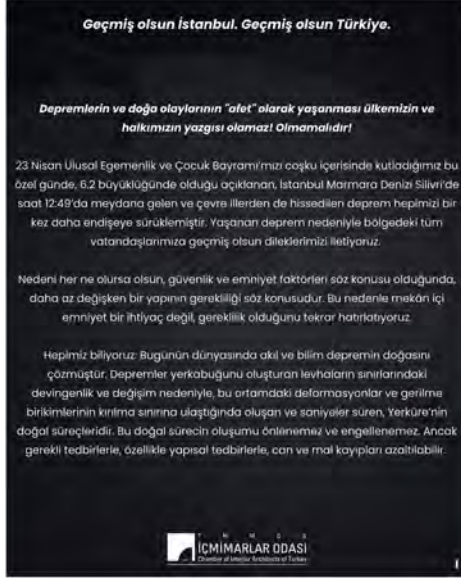 Geçmiş olsun İstanbul. Geçmiş olsun Türkiye.
Depremlerin ve doğa olaylarının "afet" olarak yaşanması ülkemizin ve
halkımızın yazgısı olamaz! Olmamalıdır!
23 Nisan Ulusal Egemenlik ve Çocuk Bayramı'mızı coşku içerisinde kutladığımız bu
özel günde, 6.2 büyüklüğünde olduğu açıklanan, İstanbul Marmara Denizi Silivri'de
saat 12:49'da meydana gelen ve çevre illerden de hissedilen deprem hepimizi bir
kez daha endişeye sürüklemiştir. Yaşanan deprem nedeniyle bölgedeki tüm
vatandaşlarımıza geçmiş olsun dileklerimizi iletiyoruz.
Nedeni her ne olursa olsun, güvenlik ve emniyet faktörleri söz konusu olduğunda,
daha az değişken bir yapının gerekliliği söz konusudur. Bu nedenle mekân içi
emniyet bir ihtiyaç değil, gereklilik olduğunu tekrar hatırlatıyoruz.
Hepimiz biliyoruz: Bugünün dünyasında akıl ve bilim depremin doğasını
çözmüştür. Depremler yerkabuğunu oluşturan levhaların sınırlarındaki
devingenlik ve değişim nedeniyle, bu ortamdaki deformasyonlar ve gerilme
birikimlerinin kırılma sınırına ulaştığında oluşan ve saniyeler süren, Yerküre'nin
doğal süreçleridir. Bu doğal sürecin oluşumu önlenemez ve engellenemez. Ancak
gerekli tedbirlerle, özellikle yapısal tedbirlerle, can ve mal kayıpları azaltılabilir.
T M M O B
İÇMİMARLAR ODASI
Chamber of Interior Architects of Turkey